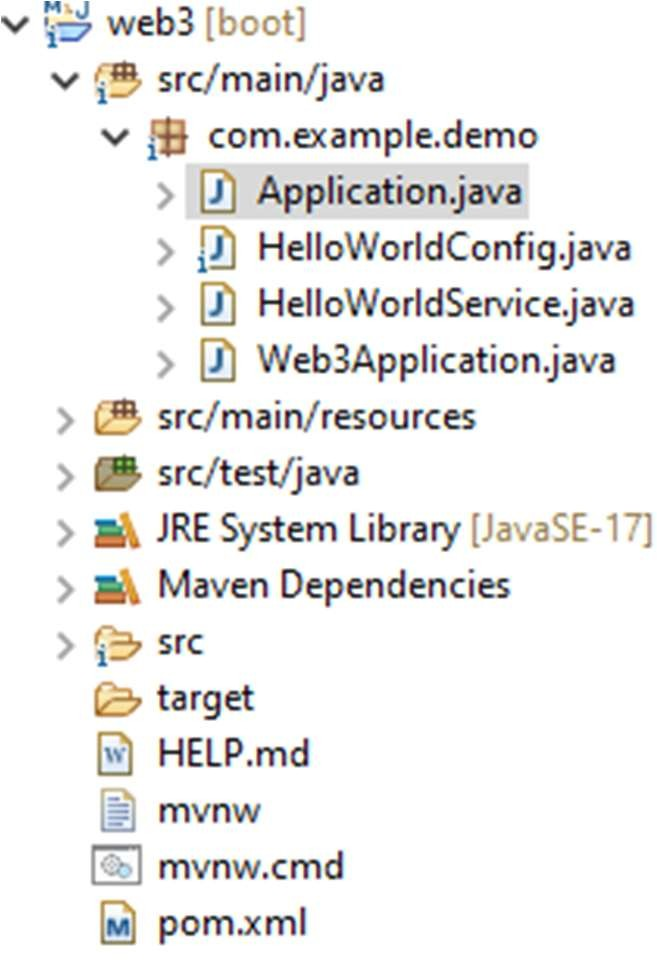 web3 [boot]
src/main/java
com.example.demo
Application.java
HelloWorldConfig.java
HelloWorldService.java
Web3Application.java
src/main/resources
src/test/java
JRE System Library [JavaSE-17]
Maven Dependencies
src
target
HELP.md
mvnw
mvnw.cmd
pom.xml